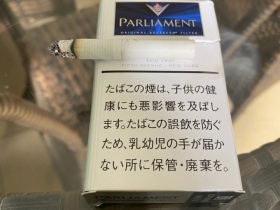 PARLIAMENT
たばこの煙は、子供の健
康にも悪影響を及ぼし
ます。たばこの誤飲を防ぐ
ため、乳幼児の手が届か
ない所に保管・廃棄を。
PARLIAMENT